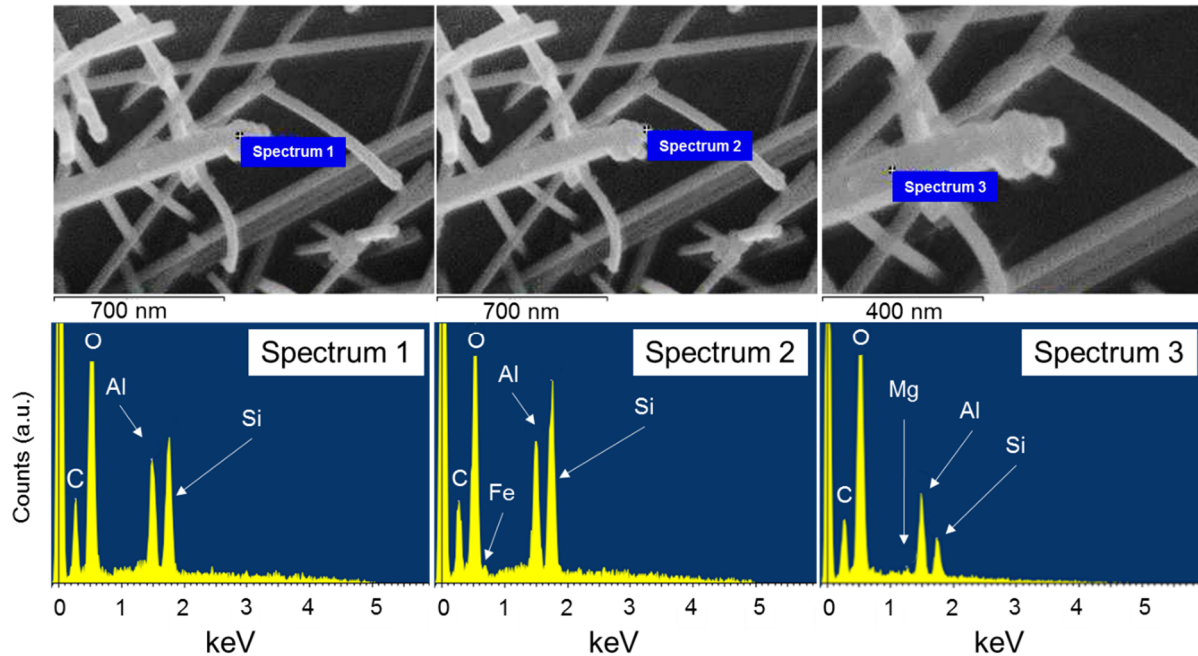 Spectrum 1
Spectrum 2
Spectrum 3
700 nm
700 nm
400 nm
Counts (a.u.)
Spectrum 1
O
Al
Si
C
0 1 2 3 4 5
keV
Spectrum 2
O
Al
Si
C
Fe
0 1 2 3 4 5
keV
Spectrum 3
O
Mg
Al
Si
C
0 1 2 3 4 5
keV